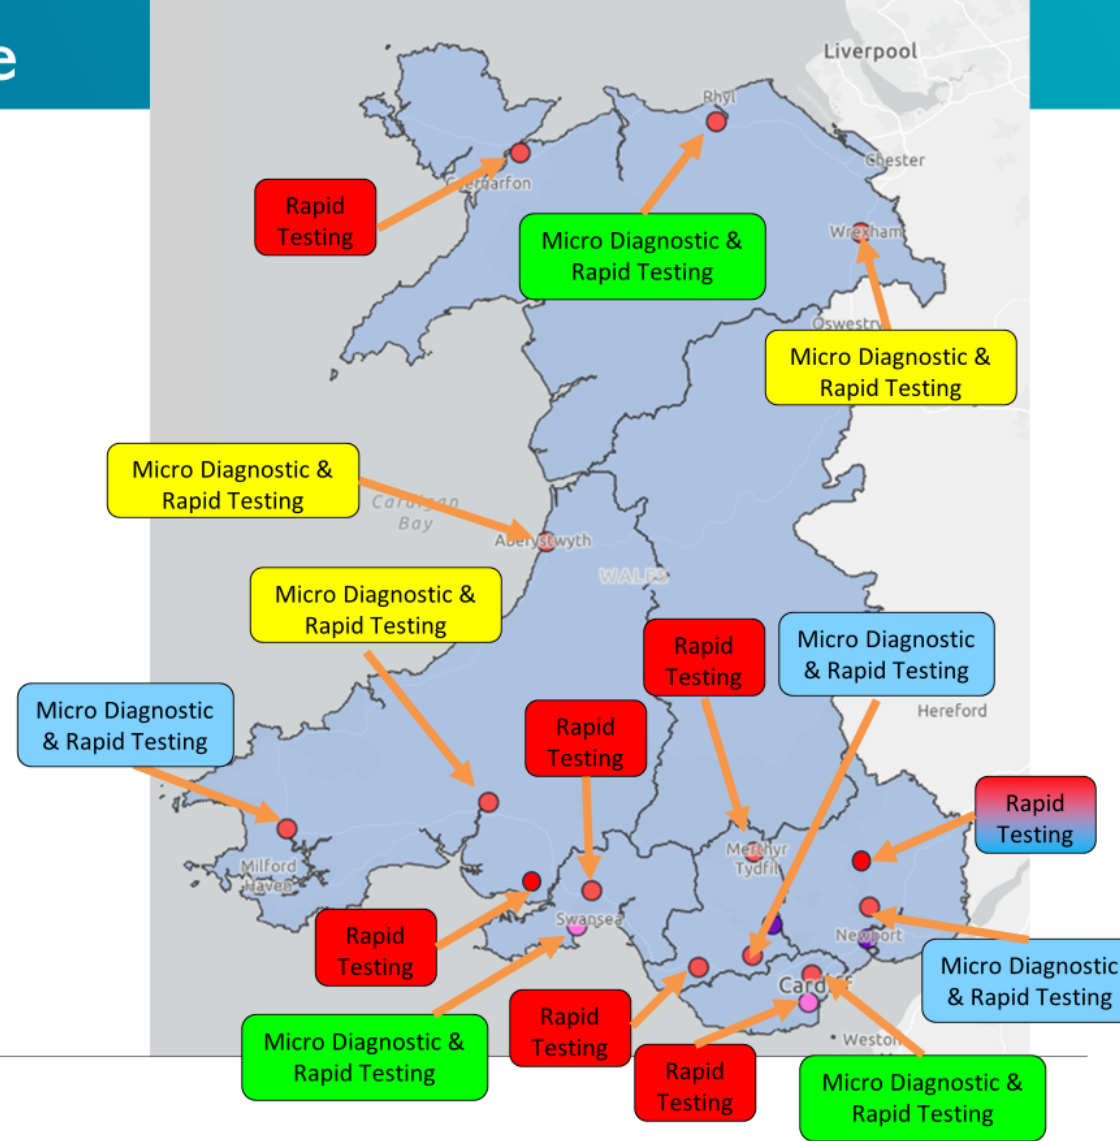 e
Liverpool
Rhyl
Chester
Caernarfon
Rapid
Testing
Micro Diagnostic &
Rapid Testing
Wrexham
Oswestry
Micro Diagnostic &
Rapid Testing
Micro Diagnostic &
Rapid Testing
Cardigan
Bay
Aberystwyth
WALES
Micro Diagnostic &
Rapid Testing
Rapid
Testing
Micro Diagnostic
& Rapid Testing
Micro Diagnostic
& Rapid Testing
Hereford
Rapid
Testing
Rapid
Testing
Merthyr
Tydfil
Milford
Haven
Swansea
Newport
Rapid
Testing
Micro Diagnostic
& Rapid Testing
Cardiff
Rapid
Testing
Micro Diagnostic &
Rapid Testing
Weston
Rapid
Testing
Micro Diagnostic &
Rapid Testing